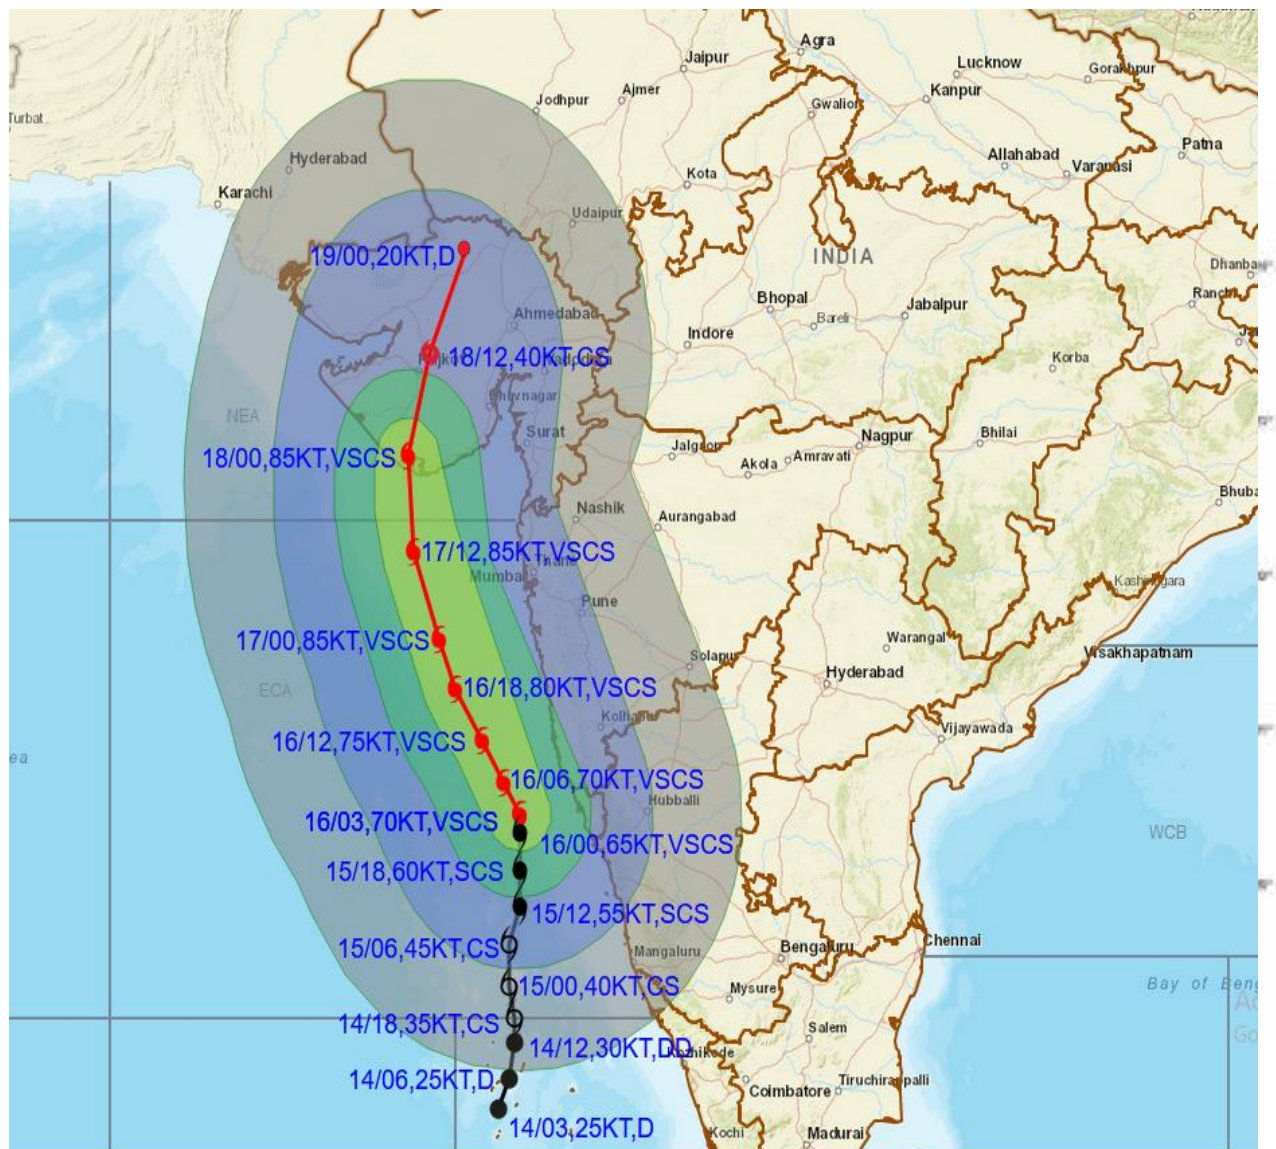 Agra
Jaipur
Lucknow
Gorakhpur
Ajmer
Kanpur
Jodhpur
Gwalior
Turbat
Patna
Hyderabad
Allahabad
Varanasi
Kota
Karachi
Udaipur
19/00,20KT,D
INDIA
Dhanba
Ranchi
Bhopal
Jabalpur
Ahmedabad
Bareli
Indore
18/12,40KT,CS
Korba
Bhavnagar
NEA
Surat
Nagpur
Bhilai
Jalgaon
18/00,85KT,VSCS
Akola
Amravati
Bhuba
Nashik
Aurangabad
17/12,85KT,VSCS
Thane
Mumbai
Pune
17/00,85KT,VSCS
Warangal
Visakhapatnam
Solapur
Hyderabad
ECA
16/18,80KT,VSCS
Kolhapur
Vijayawada
16/12,75KT,VSCS
ea
16/06,70KT,VSCS
Hubballi
16/03,70KT,VSCS
WCB
16/00,65KT,VSCS
15/18,60KT,SCS
15/12,55KT,SCS
15/06,45KT,CS
Mangaluru
Bengaluru
Chennai
15/00,40KT,CS
Mysure
Bay of Beng
14/18,35KT,CS
Salem
Go
14/12,30KT,DD
Kozhikode
14/06,25KT,D
Coimbatore
Tiruchirappalli
14/03,25KT,D
Kochi
Madurai